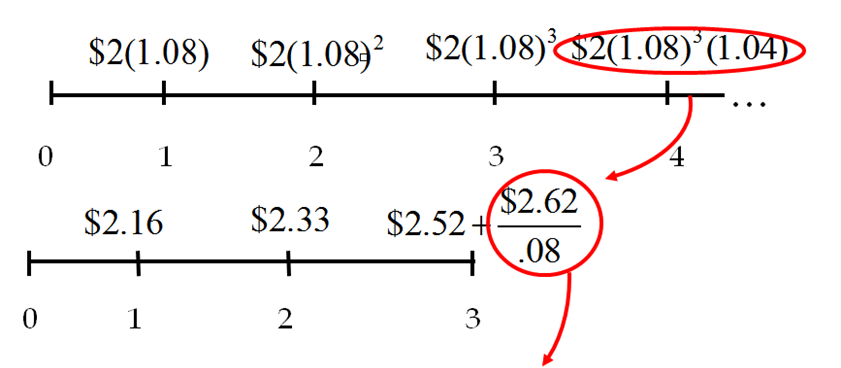 $2(1.08) $2(1.08)² $2(1.08)³ $2(1.08)³(1.04)
...
0 1 2 3 4
$2.16 $2.33 $2.52 + $2.62
.08
0 1 2 3